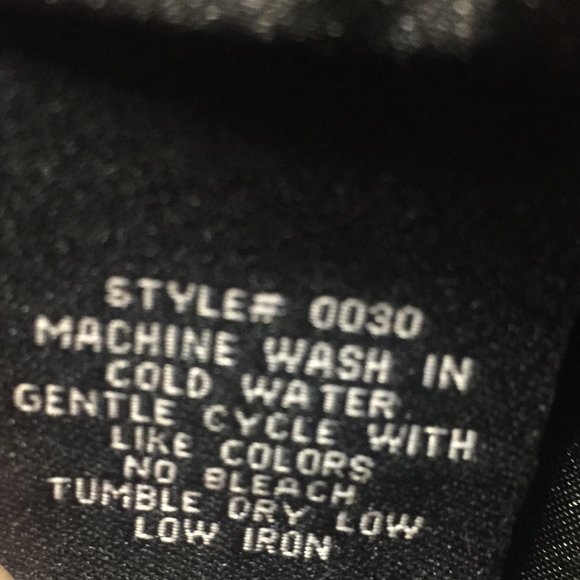 STYLE# 0030
MACHINE WASH IN
COLD WATER
GENTLE CYCLE WITH
LIKE COLORS
NO BLEACH
TUMBLE DRY LOW
LOW IRON